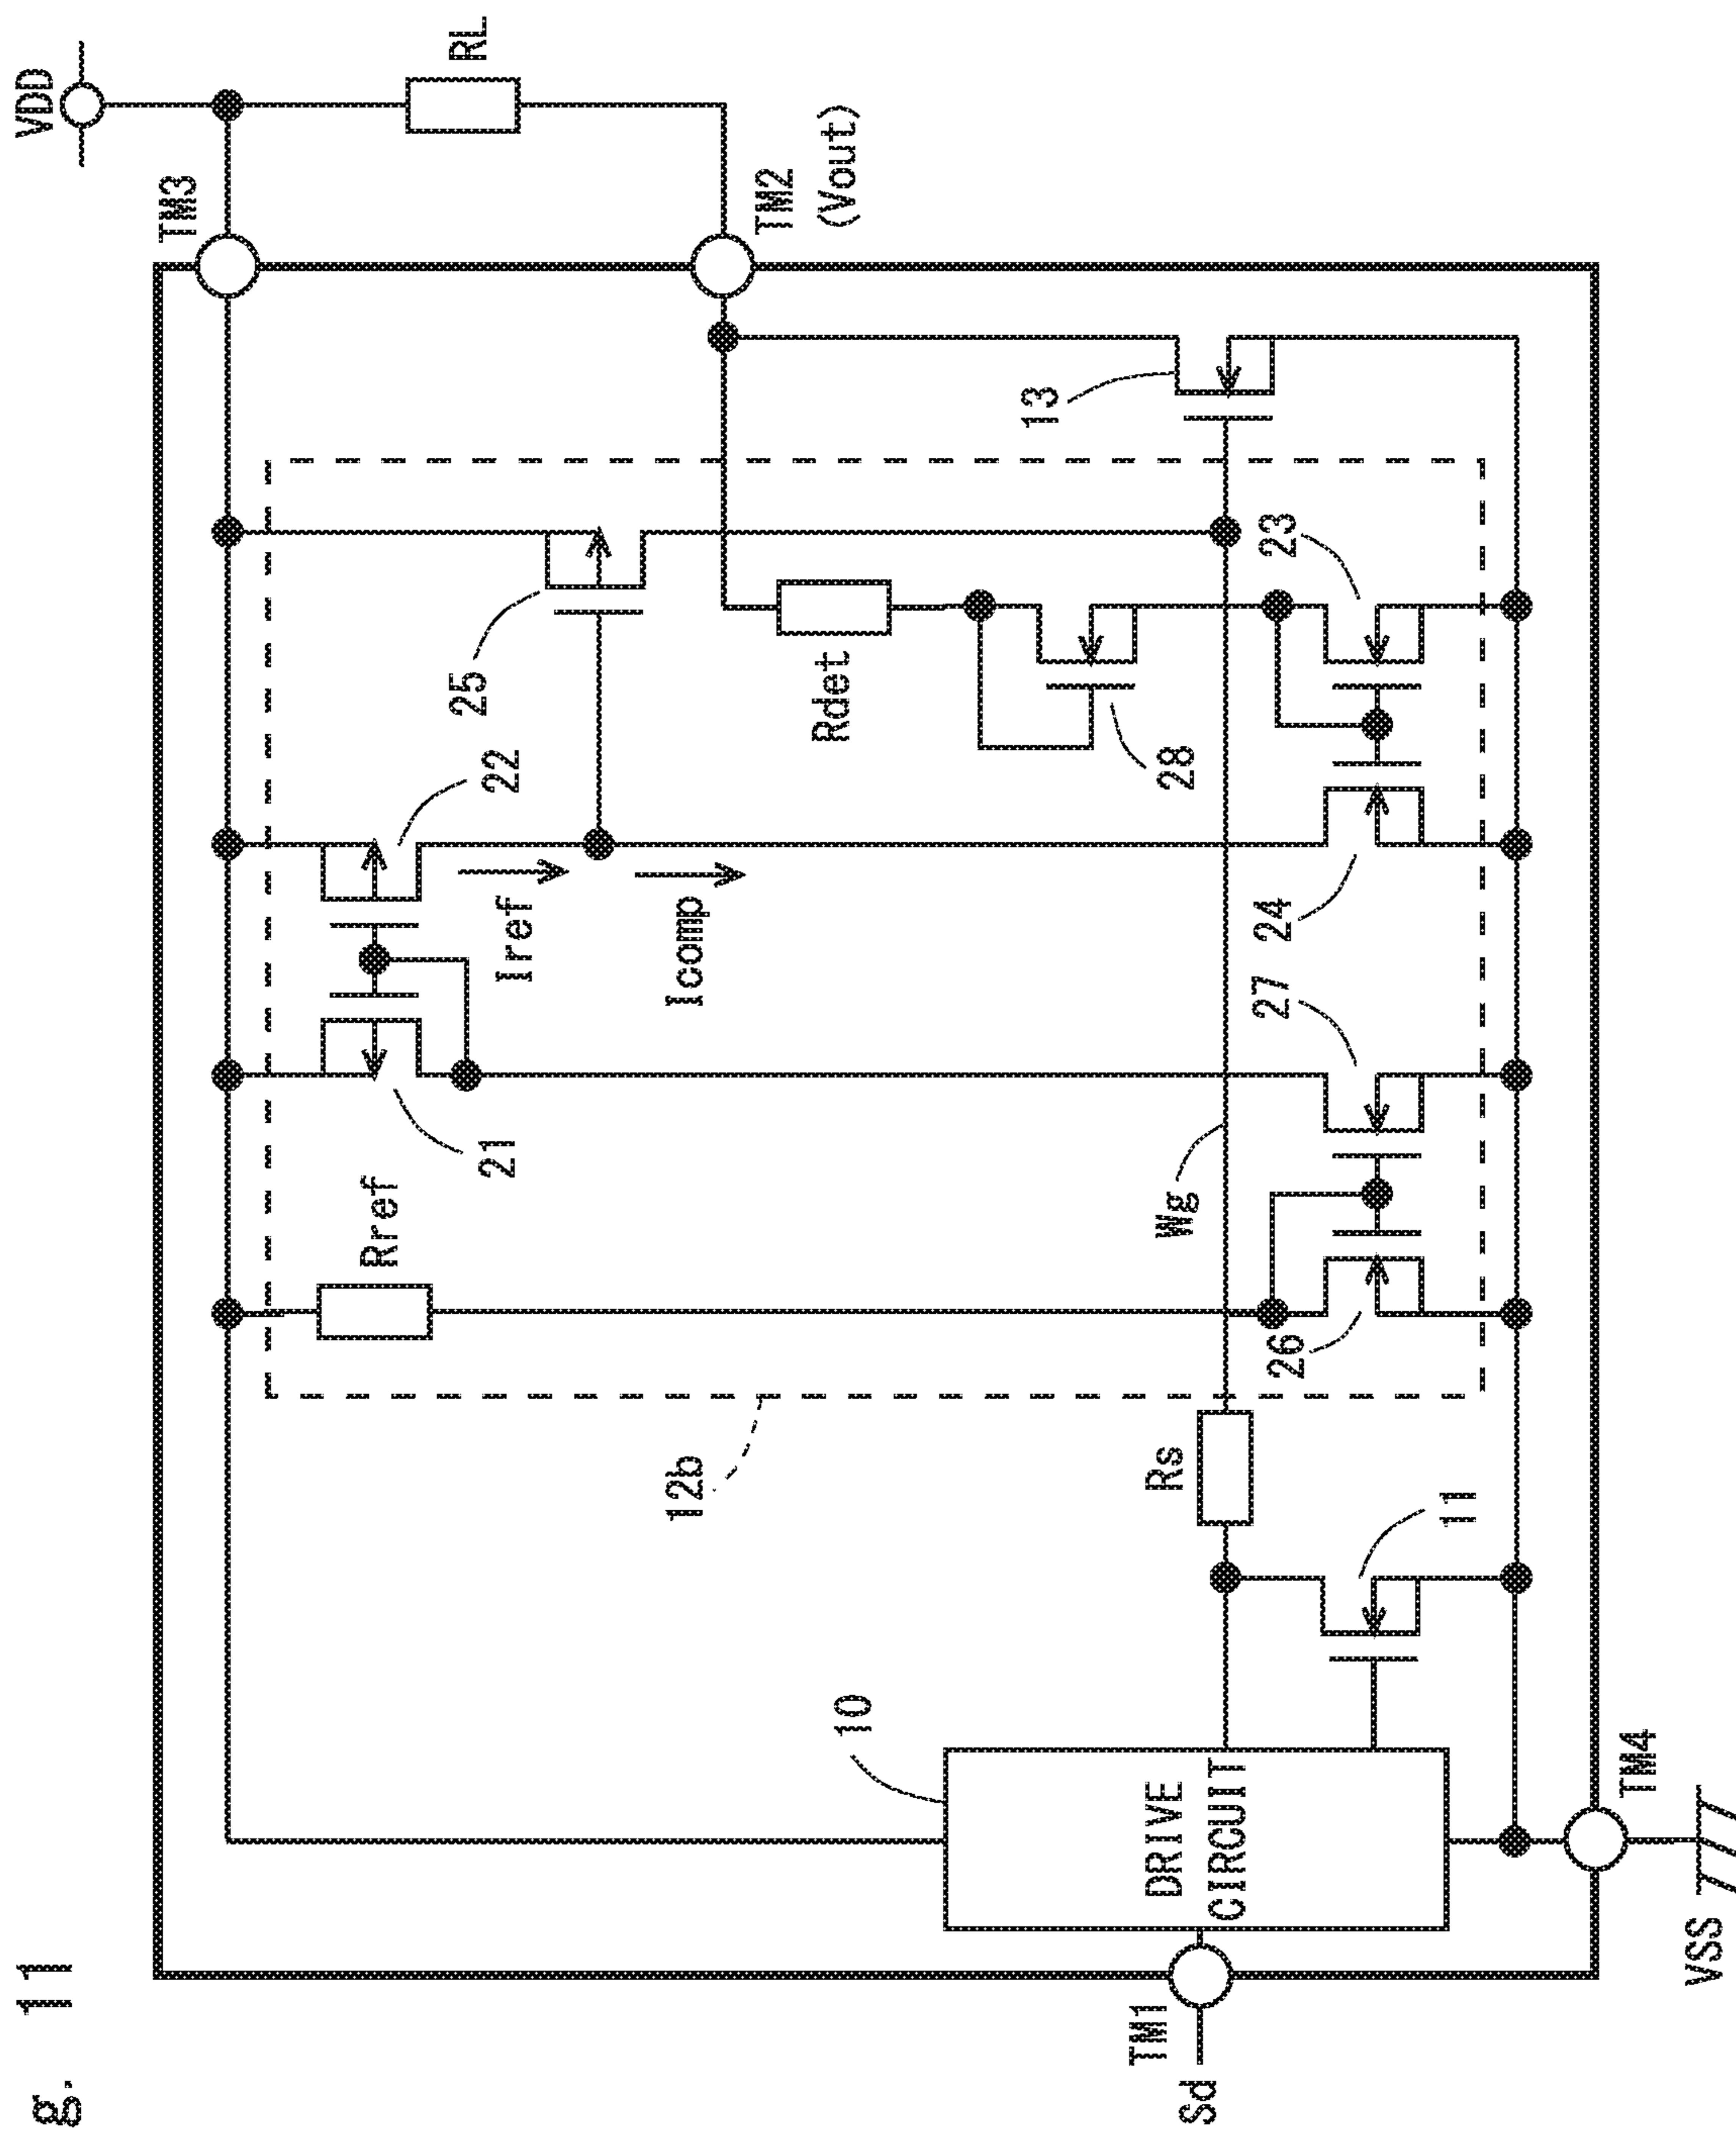 g. 11
VDD
TM3
RL
TM2
(Vout)
13
25
22
23
Rdet
28
Iref
Icomp
24
27
21
Rref
Wg
26
12b
Rs
11
10
DRIVE
CIRCUIT
TM4
VSS
TM1
Sd